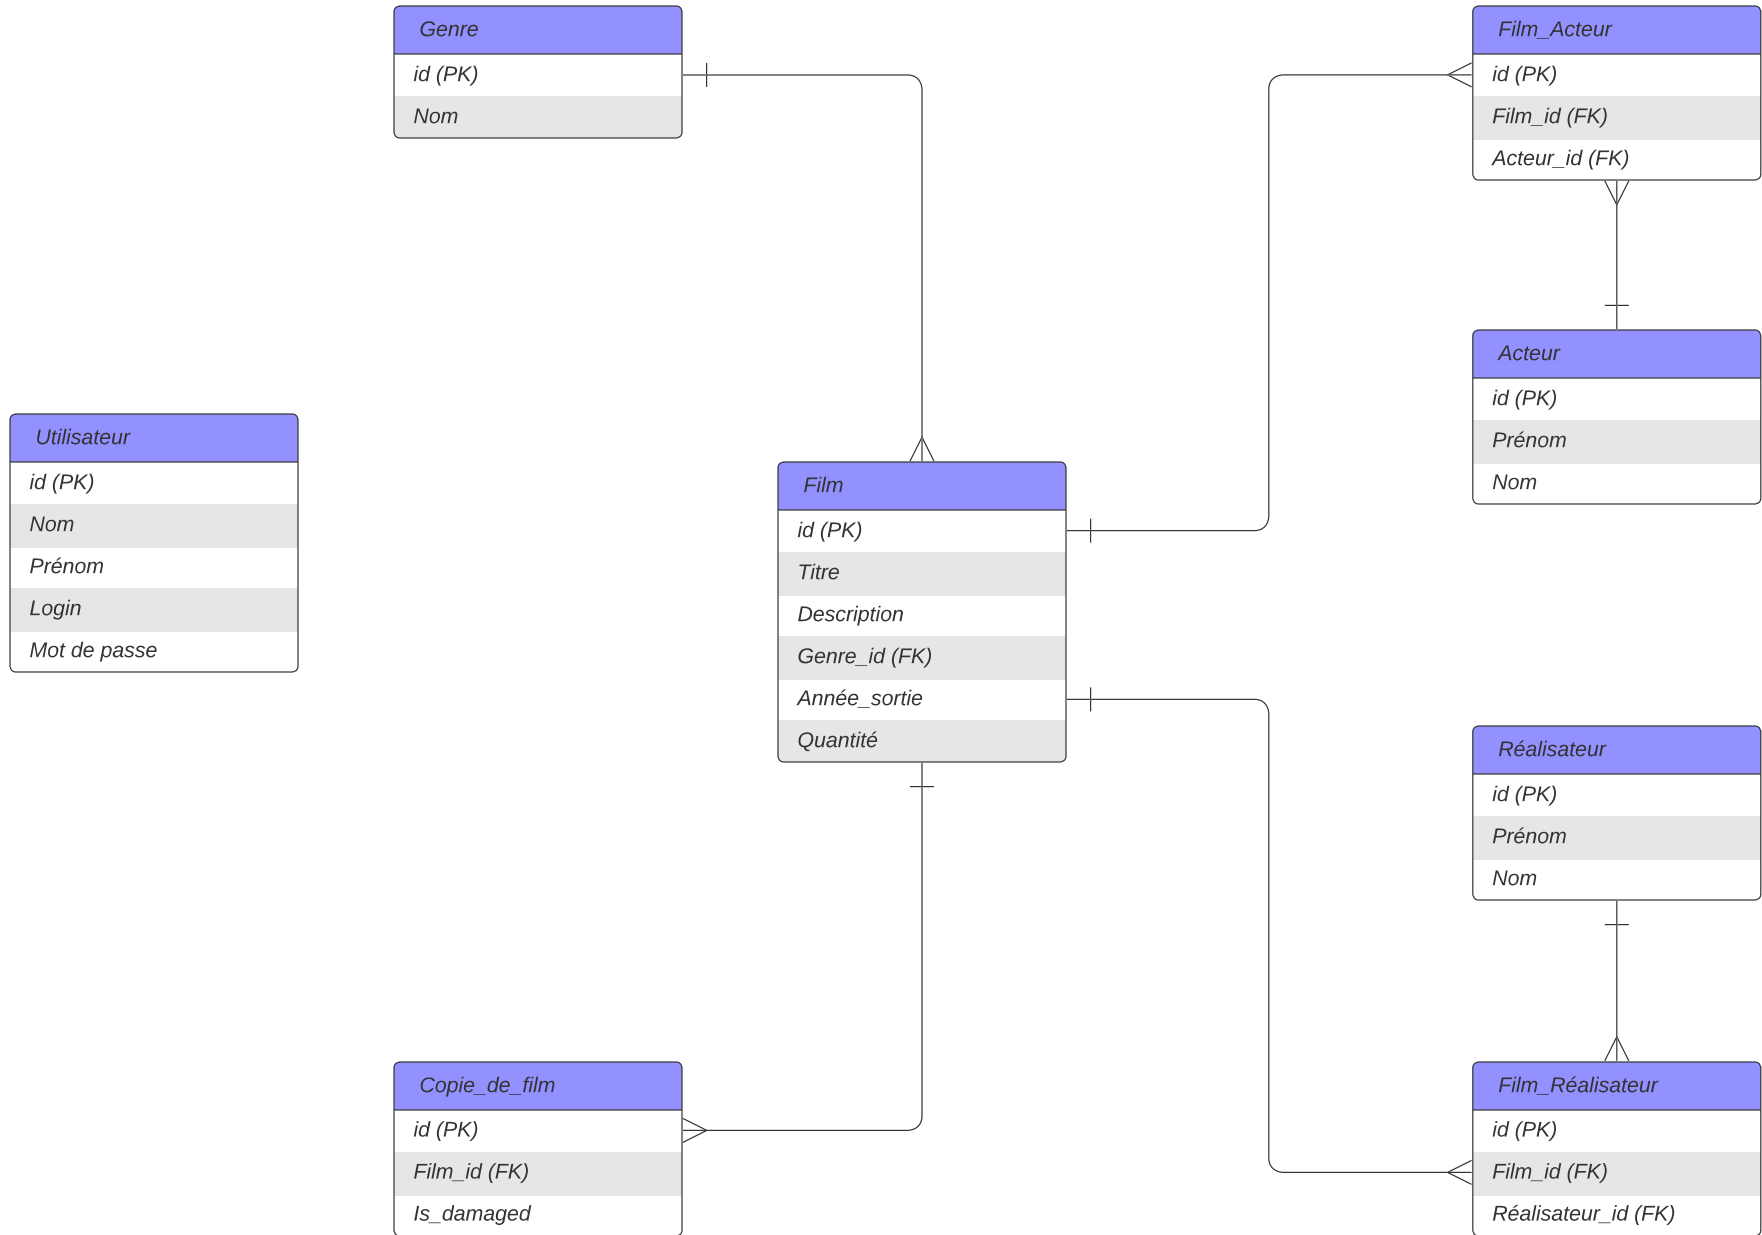 Genre
id (PK)
Nom
Film_Acteur
id (PK)
Film_id (FK)
Acteur_id (FK)
Acteur
id (PK)
Prénom
Nom
Utilisateur
id (PK)
Nom
Prénom
Login
Mot de passe
Film
id (PK)
Titre
Description
Genre_id (FK)
Année_sortie
Quantité
Réalisateur
id (PK)
Prénom
Nom
Copie_de_film
id (PK)
Film_id (FK)
Is_damaged
Film_Réalisateur
id (PK)
Film_id (FK)
Réalisateur_id (FK)